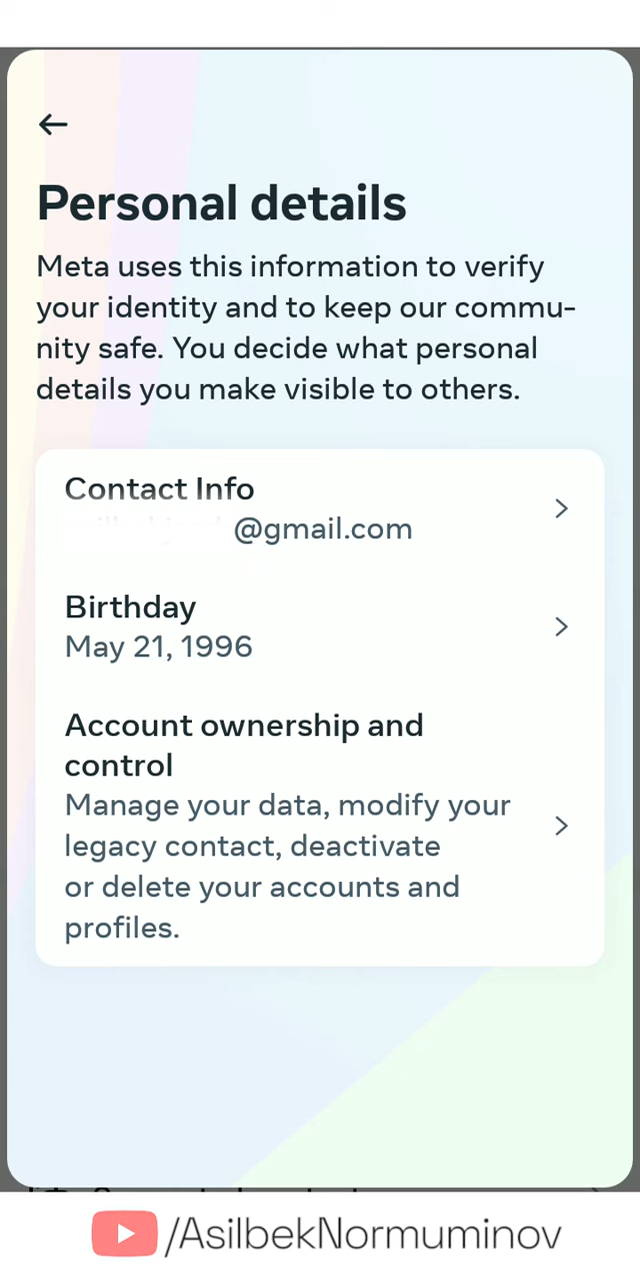 Personal details
Meta uses this information to verify
your identity and to keep our commu-
nity safe. You decide what personal
details you make visible to others.
Contact Info
@gmail.com
Birthday
May 21, 1996
Account ownership and
control
Manage your data, modify your
legacy contact, deactivate
or delete your accounts and
profiles.
/AsilbekNormuminov